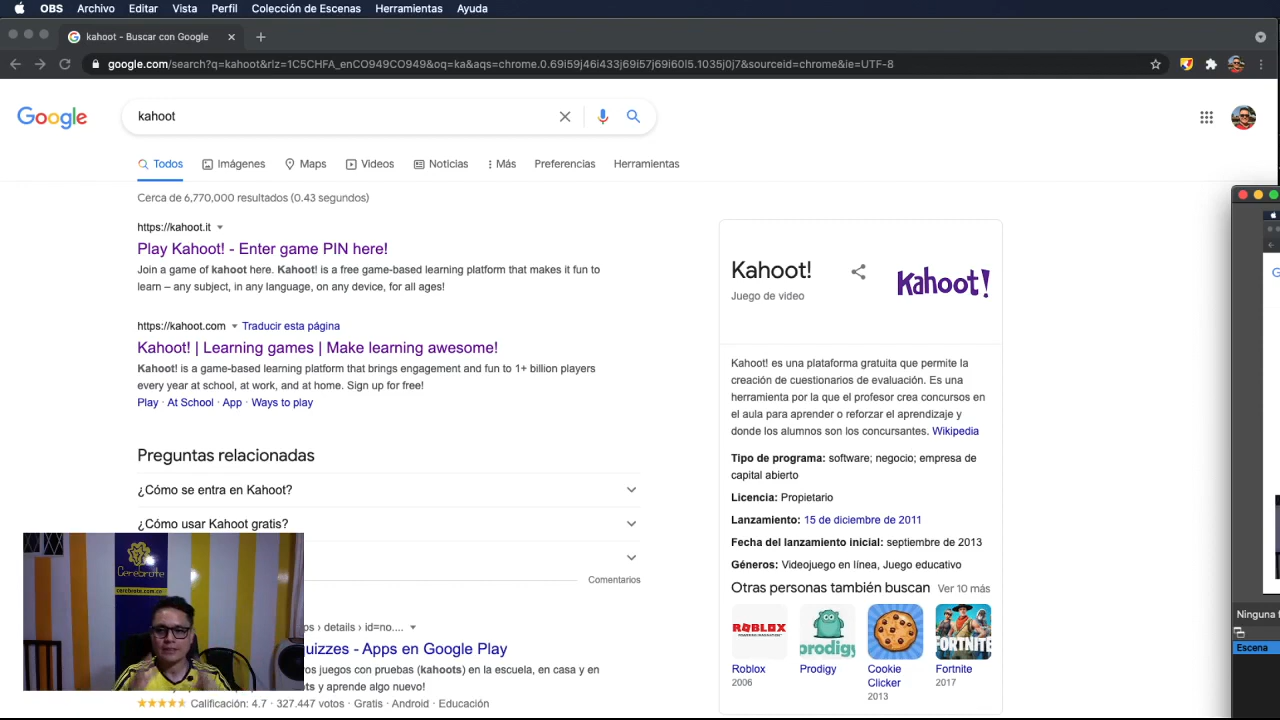 OBS Archivo Editar Vista Perfil Colección de Escenas Herramientas Ayuda
kahoot - Buscar con Google
google.com/search?q=kahoot&rlz=1C5CHFA_enCO949CO949&oq=ka&aqs=chrome.0.69i59j46i433j69i57j69i60l5.1035j0j7&sourceid=chrome&ie=UTF-8
Google
kahoot
Todos Imágenes Maps Videos Noticias Más Preferencias Herramientas
Cerca de 6,770,000 resultados (0.43 segundos)
https://kahoot.it
Play Kahoot! - Enter game PIN here!
Join a game of kahoot here. Kahoot! is a free game-based learning platform that makes it fun to
learn – any subject, in any language, on any device, for all ages!
https://kahoot.com Traducir esta página
Kahoot! | Learning games | Make learning awesome!
Kahoot! is a game-based learning platform that brings engagement and fun to 1+ billion players
every year at school, at work, and at home. Sign up for free!
Play · At School · App · Ways to play
Preguntas relacionadas
¿Cómo se entra en Kahoot?
¿Cómo usar Kahoot gratis?
Comentarios
ps › details › id=no....
uizzes - Apps en Google Play
ros juegos con pruebas (kahoots) en la escuela, en casa y en
ts y aprende algo nuevo!
Calificación: 4.7 · 327.447 votos · Gratis · Android · Educación
Cerebrote
cerebrote.com.co
Kahoot!
Juego de video
Kahoot!
Kahoot! es una plataforma gratuita que permite la
creación de cuestionarios de evaluación. Es una
herramienta por la que el profesor crea concursos en
el aula para aprender o reforzar el aprendizaje y
donde los alumnos son los concursantes. Wikipedia
Tipo de programa: software; negocio; empresa de
capital abierto
Licencia: Propietario
Lanzamiento: 15 de diciembre de 2011
Fecha del lanzamiento inicial: septiembre de 2013
Géneros: Videojuego en línea, Juego educativo
Otras personas también buscan Ver 10 más
ROBLOX
prodigy
FORTNITE
Roblox Prodigy Cookie Clicker Fortnite
2006 2013 2017
Ninguna f
Escena